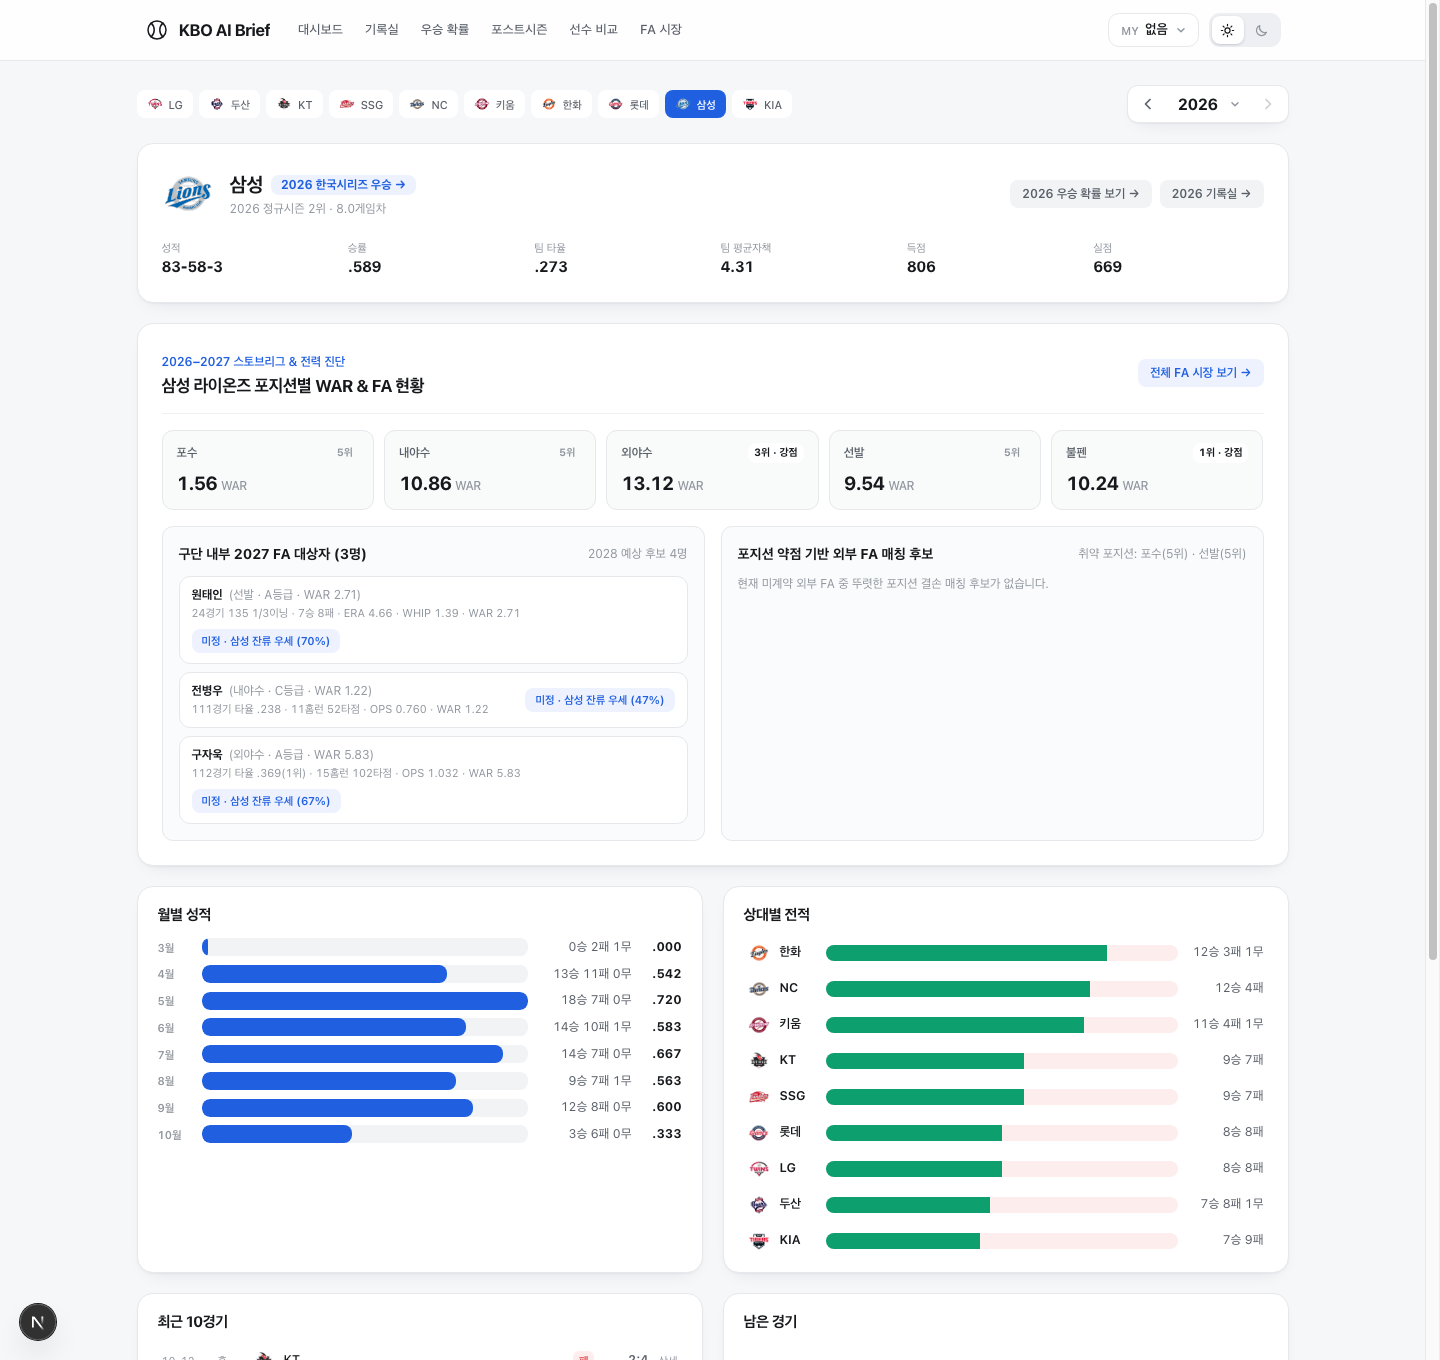 KBO AI Brief 대시보드 기록실 우승 확률 포스트시즌 선수 비교 FA 시장 MY 없음
LG 두산 KT SSG NC 키움 한화 롯데 삼성 KIA 2026
Lions
삼성 2026 한국시리즈 우승 →
2026 정규시즌 2위 · 8.0게임차
2026 우승 확률 보기 → 2026 기록실 →
성적 승률 팀 타율 팀 평균자책 득점 실점
83-58-3 .589 .273 4.31 806 669
2026–2027 스토브리그 & 전력 진단
삼성 라이온즈 포지션별 WAR & FA 현황
전체 FA 시장 보기 →
포수 5위 내야수 5위 외야수 3위 · 강점 선발 5위 불펜 1위 · 강점
1.56 WAR 10.86 WAR 13.12 WAR 9.54 WAR 10.24 WAR
구단 내부 2027 FA 대상자 (3명) 2028 예상 후보 4명
원태인 (선발 · A등급 · WAR 2.71)
24경기 135 1/3이닝 · 7승 8패 · ERA 4.66 · WHIP 1.39 · WAR 2.71
미정 · 삼성 잔류 우세 (70%)
전병우 (내야수 · C등급 · WAR 1.22)
111경기 타율 .238 · 11홈런 52타점 · OPS 0.760 · WAR 1.22
미정 · 삼성 잔류 우세 (47%)
구자욱 (외야수 · A등급 · WAR 5.83)
112경기 타율 .369(1위) · 15홈런 102타점 · OPS 1.032 · WAR 5.83
미정 · 삼성 잔류 우세 (67%)
포지션 약점 기반 외부 FA 매칭 후보 취약 포지션: 포수(5위) · 선발(5위)
현재 미계약 외부 FA 중 뚜렷한 포지션 결손 매칭 후보가 없습니다.
월별 성적
3월 0승 2패 1무 .000
4월 13승 11패 0무 .542
5월 18승 7패 0무 .720
6월 14승 10패 1무 .583
7월 14승 7패 0무 .667
8월 9승 7패 1무 .563
9월 12승 8패 0무 .600
10월 3승 6패 0무 .333
상대별 전적
한화 12승 3패 1무
NC 12승 4패
키움 11승 4패 1무
KT 9승 7패
SSG 9승 7패
롯데 8승 8패
LG 8승 8패
두산 7승 8패 1무
KIA 7승 9패
최근 10경기
KT 2:4
남은 경기
N